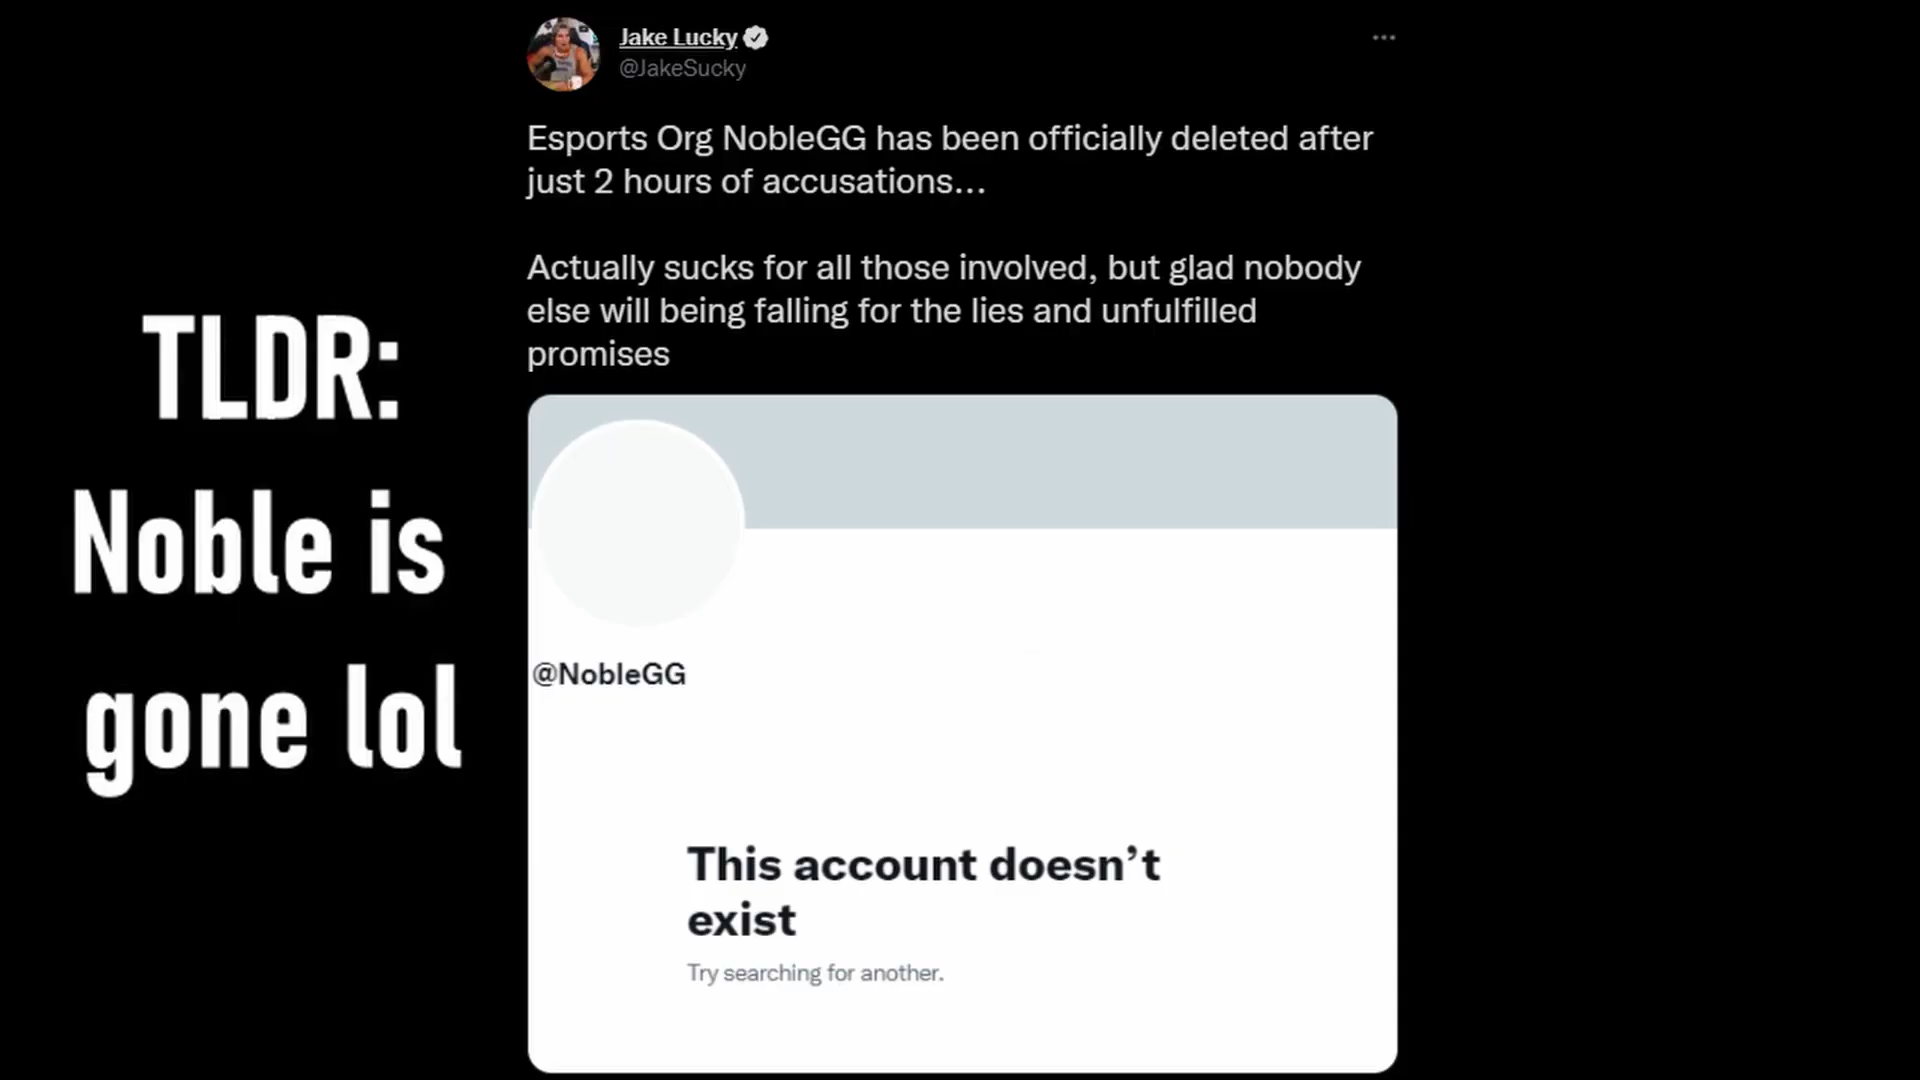 Jake Lucky
@JakeSucky
Esports Org NobleGG has been officially deleted after
just 2 hours of accusations...
Actually sucks for all those involved, but glad nobody
else will being falling for the lies and unfulfilled
promises
TLDR:
Noble is
gone lol
@NobleGG
This account doesn’t
exist
Try searching for another.